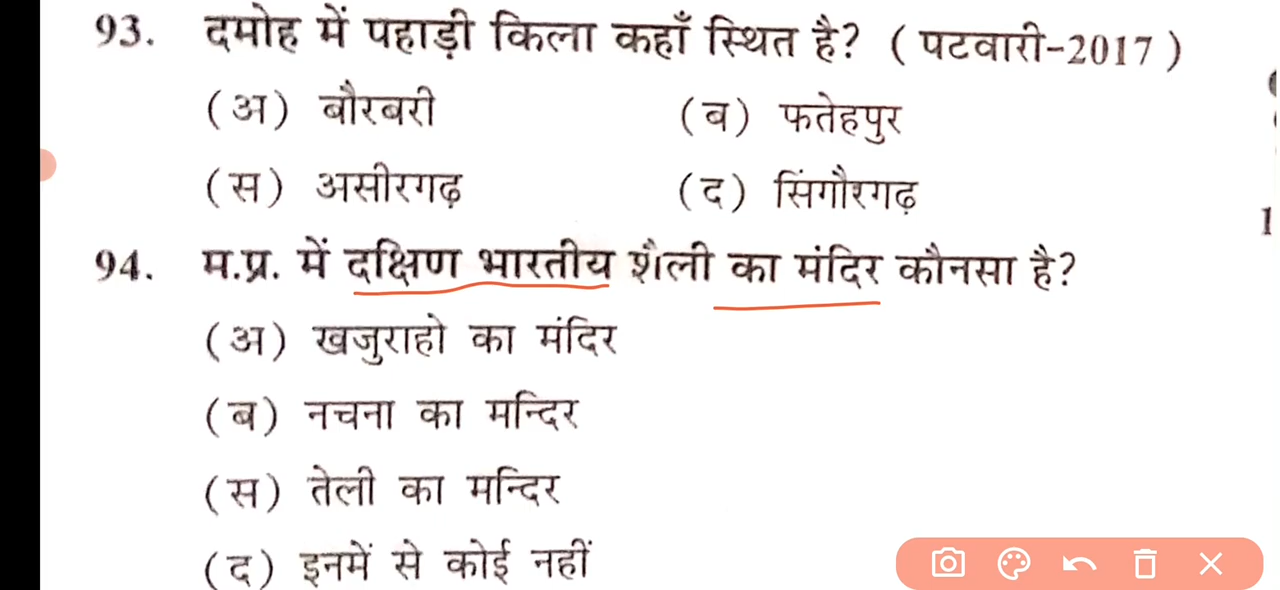 93. दमोह में पहाड़ी किला कहाँ स्थित है? ( पटवारी-2017 )
(अ) बौरबरी (ब) फतेहपुर
(स) असीरगढ़ (द) सिंगौरगढ़
94. म.प्र. में दक्षिण भारतीय शैली का मंदिर कौनसा है?
1
(अ) खजुराहो का मंदिर
(ब) नचना का मन्दिर
(स) तेली का मन्दिर
(द) इनमें से कोई नहीं